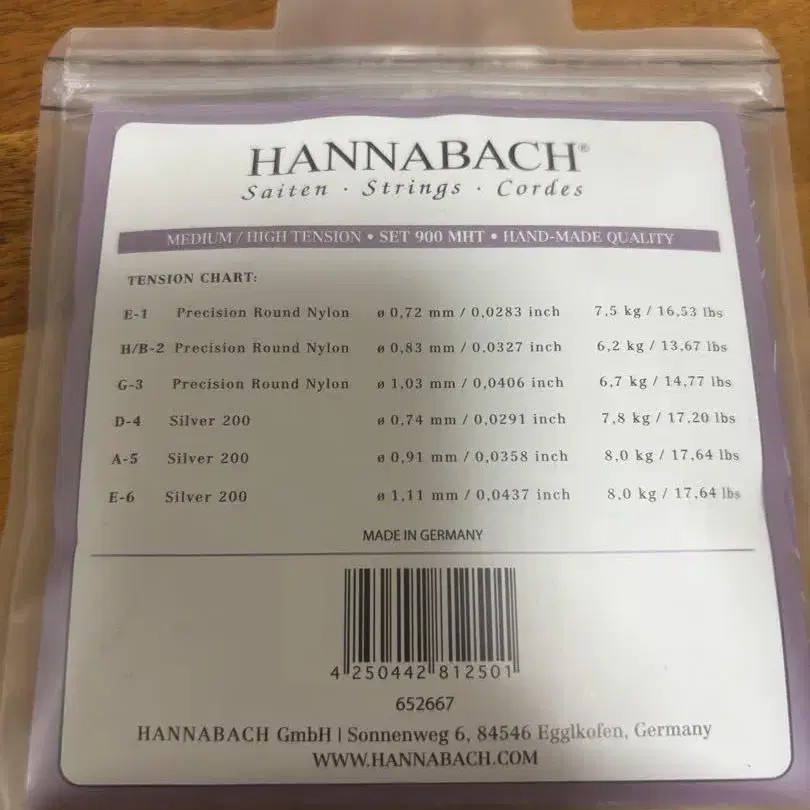 HANNABACH®
Saiten · Strings · Cordes
MEDIUM / HIGH TENSION • SET 900 MHT • HAND-MADE QUALITY
TENSION CHART:
E-1 Precision Round Nylon ø 0,72 mm / 0,0283 inch 7,5 kg / 16,53 lbs
H/B-2 Precision Round Nylon ø 0,83 mm / 0,0327 inch 6,2 kg / 13,67 lbs
G-3 Precision Round Nylon ø 1,03 mm / 0,0406 inch 6,7 kg / 14,77 lbs
D-4 Silver 200 ø 0,74 mm / 0,0291 inch 7,8 kg / 17,20 lbs
A-5 Silver 200 ø 0,91 mm / 0,0358 inch 8,0 kg / 17,64 lbs
E-6 Silver 200 ø 1,11 mm / 0,0437 inch 8,0 kg / 17,64 lbs
MADE IN GERMANY
4 250442 812501
652667
HANNABACH GmbH | Sonnenweg 6, 84546 Egglkofen, Germany
WWW.HANNABACH.COM